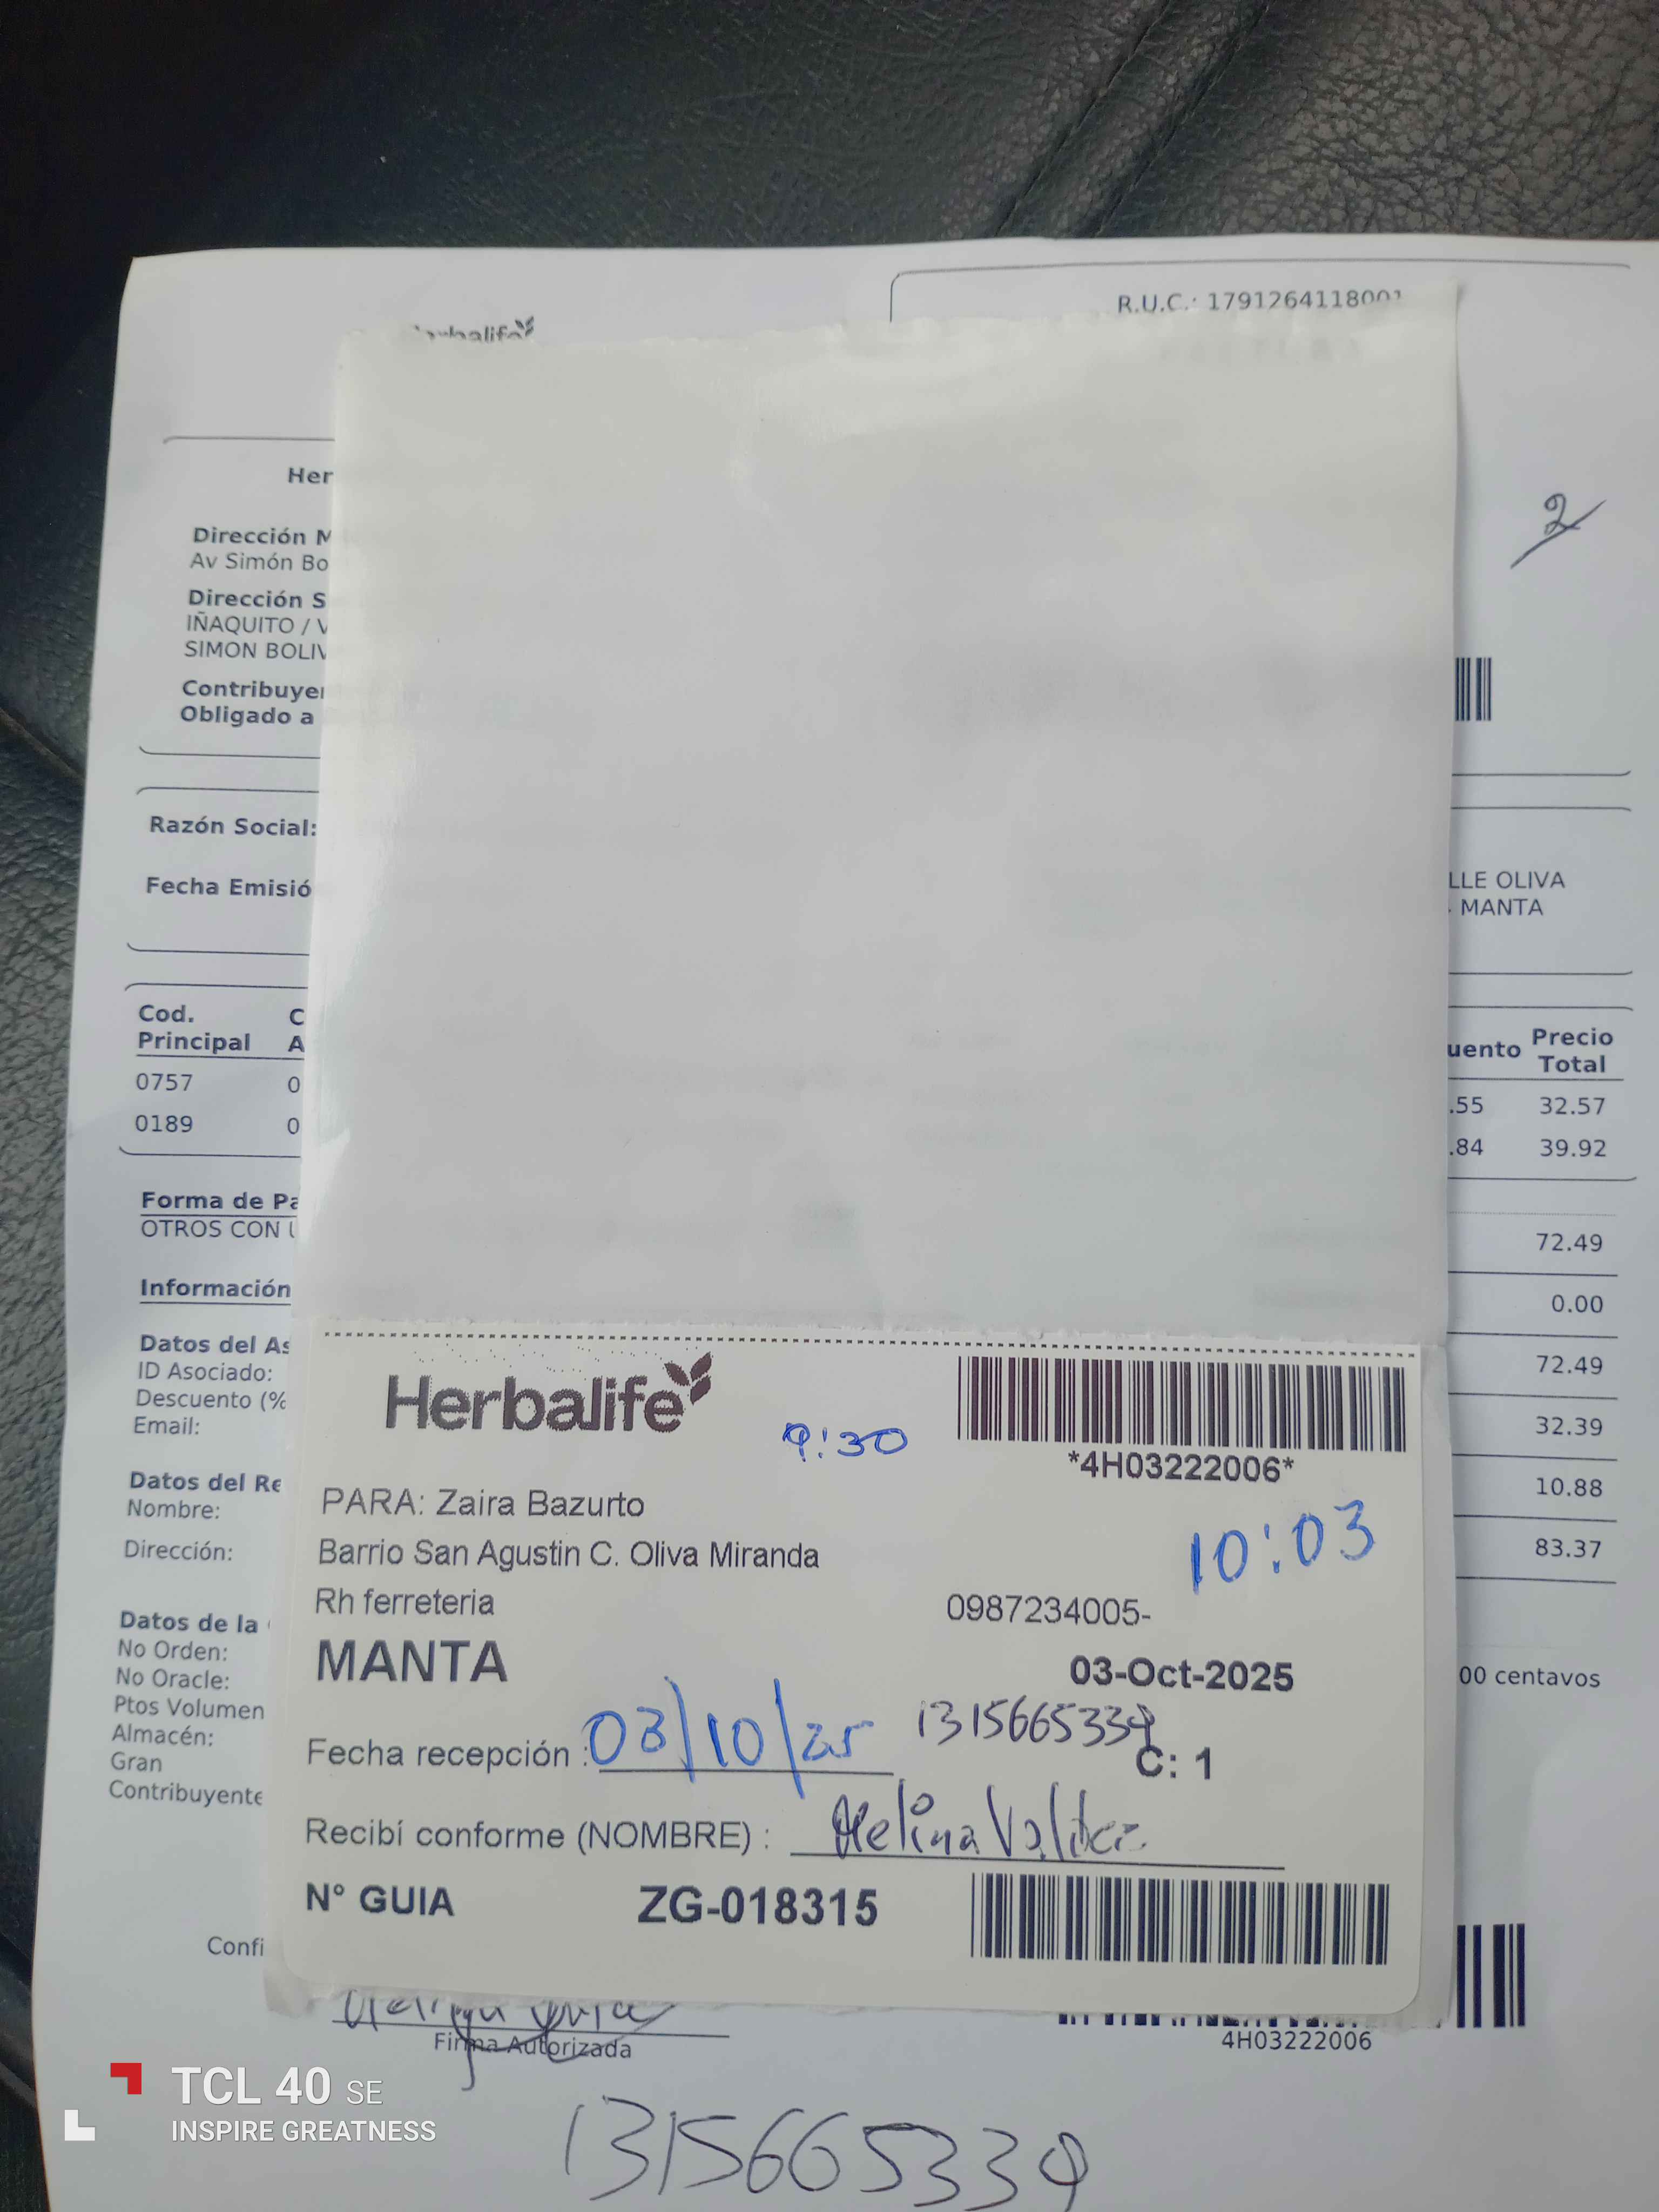 R.U.C.: 1791264118001
Her
2
Dirección M
Av Simón Bo
Dirección S
IÑAQUITO / V
SIMON BOLIV
Contribuye
Obligado a
Razón Social:
Fecha Emisió
LLE OLIVA
MANTA
Cod.
Principal
C
A
uento
Precio
Total
0757 0 .55 32.57
0189 0 .84 39.92
Forma de Pa
OTROS CON
72.49
0.00
Información
Datos del As
72.49
ID Asociado:
Descuento (%
Email:
32.39
Datos del Re
10.88
Nombre:
Dirección:
83.37
Datos de la
No Orden:
No Oracle:
00 centavos
Ptos Volumen
Almacén:
Gran
Contribuyente
Confi
Herbalife
9:30
*4H03222006*
PARA: Zaira Bazurto
10:03
Barrio San Agustin C. Oliva Miranda
Rh ferreteria
0987234005-
MANTA
03-Oct-2025
Fecha recepción : 03/10/25
C: 1
Recibí conforme (NOMBRE) : Melina
N° GUIA ZG-018315
Firma Autorizada
4H03222006
TCL 40 SE
INSPIRE GREATNESS